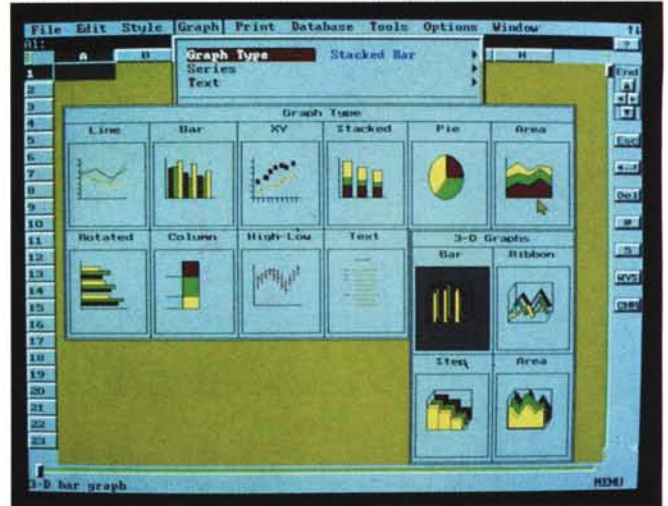 File Edit Style Graph Print Database Tools Options Window
A1:
?
A B H
Graph Type Stacked Bar
Series
Text
End
Graph Type
Line Bar XY Stacked Pie Area
Esc
Del
@
Rotated Column High-Low Text 3-D Graphs
Bar Ribbon
5
WYS
CHR
Step Area
1
2
3
4
5
6
7
8
9
10
11
12
13
14
15
16
17
18
19
20
21
22
23
3-D bar graph MENU